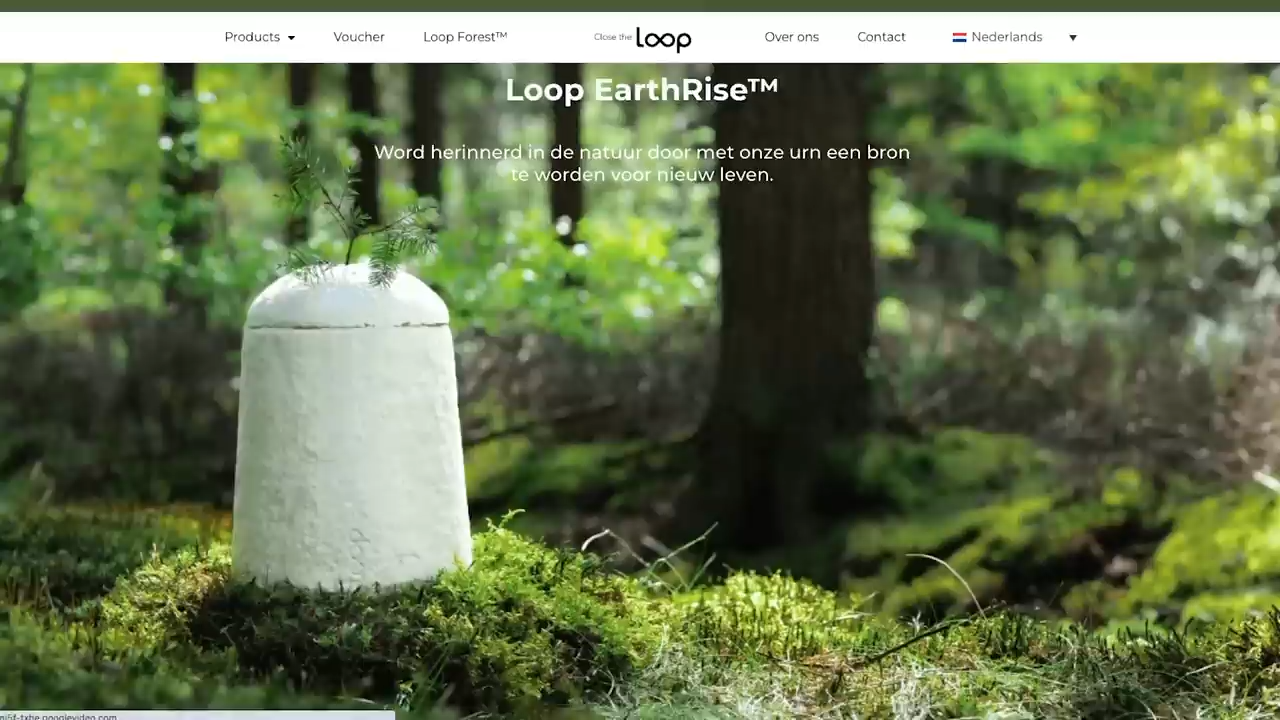 Products
Voucher
Loop Forest™
Close the loop
Over ons
Contact
Nederlands
Loop EarthRise™
Word herinnerd in de natuur door met onze urn een bron
te worden voor nieuw leven.